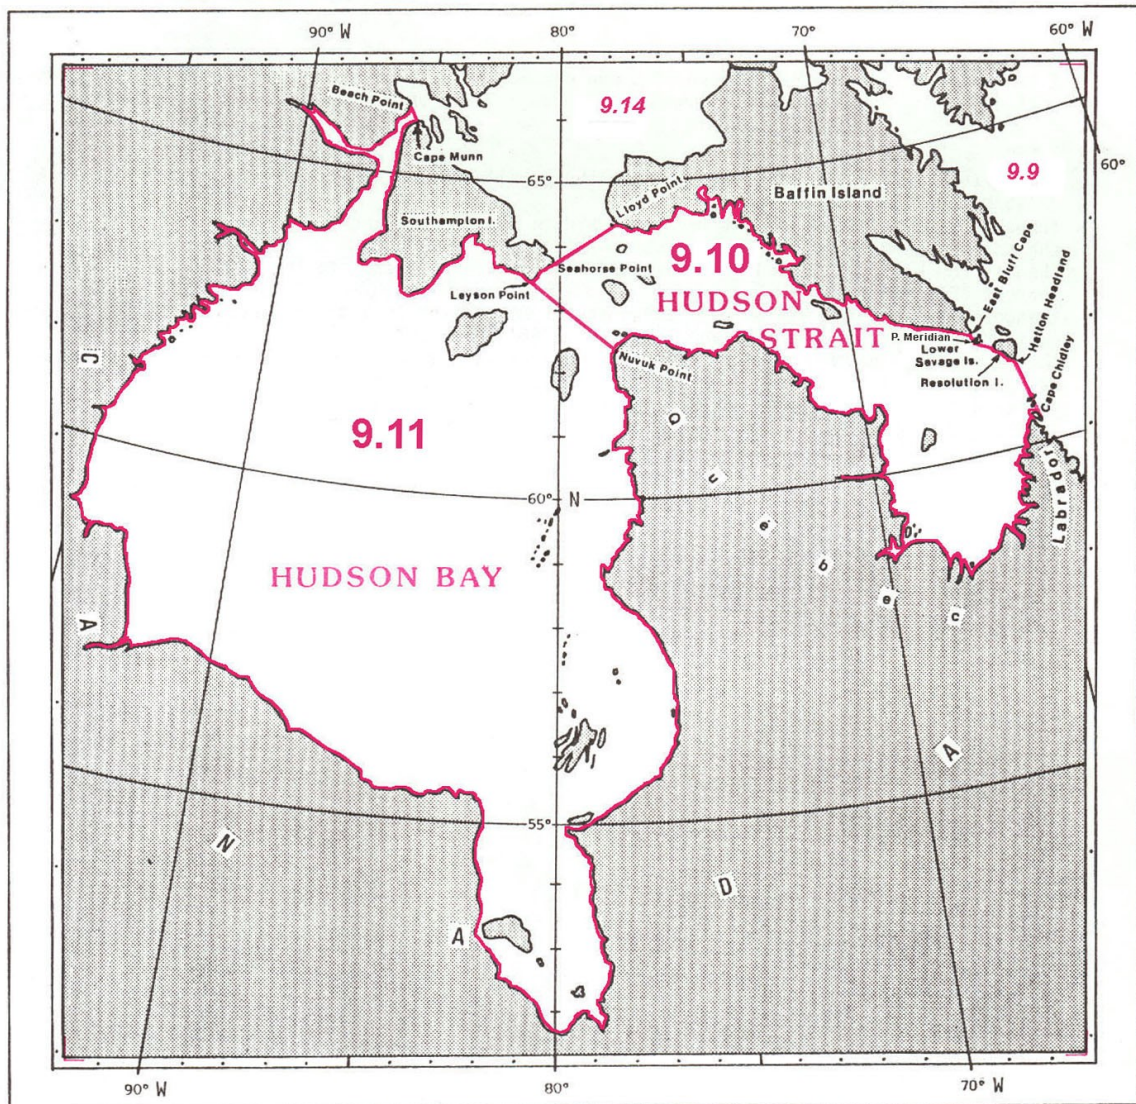 90° W
80°
70°
60° W
Beach Point
9.14
Cape Munn
65°
60°
9.9
Lloyd Point
Baffin Island
Southampton I.
9.10
Seahorse Point
East Bluff Cape
Hatton Headland
Leyson Point
HUDSON
STRAIT
P. Meridian
Lower
Savage Is.
Resolution I.
Nuvuk Point
Cape Chidley
C
9.11
Q
u
é
b
e
c
Labrador
60° N
HUDSON BAY
A
A
N
55°
D
A
90° W
80°
70° W